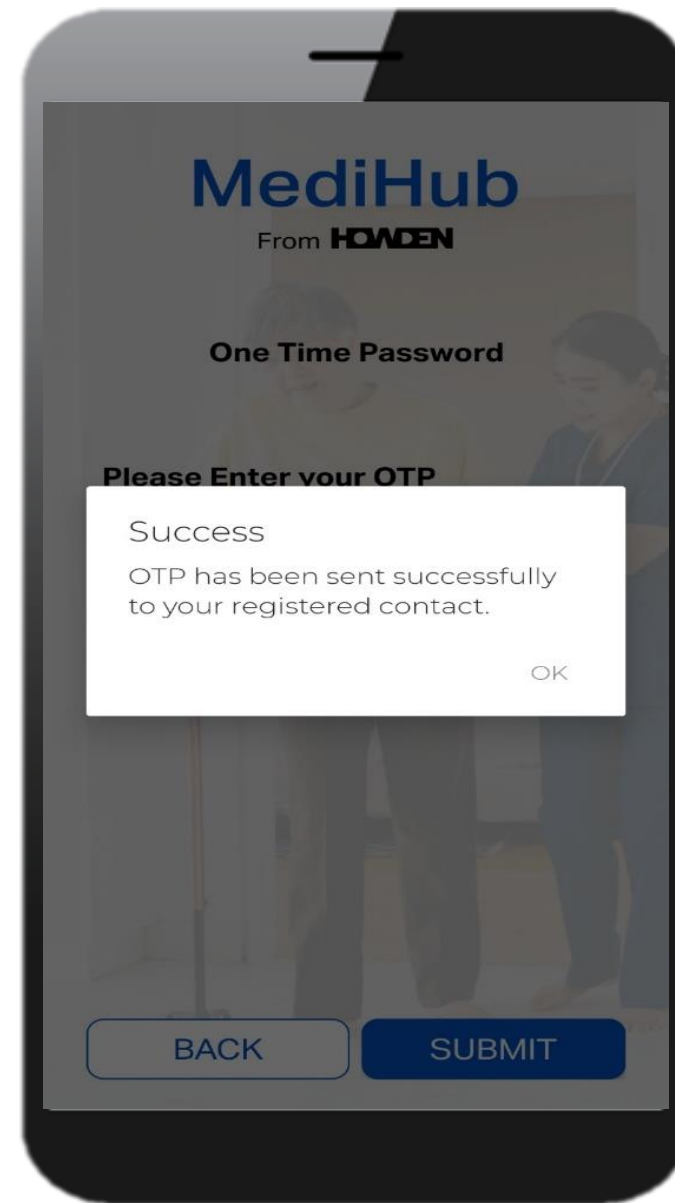 MediHub
From HOWDEN
One Time Password
Please Enter your OTP
Success
OTP has been sent successfully
to your registered contact.
OK
BACK
SUBMIT